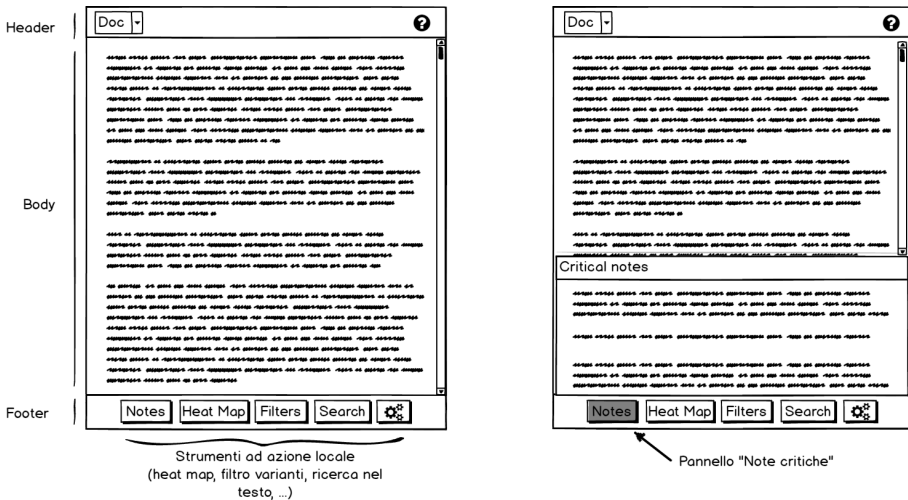 Header
Doc
?
Body
Footer
Notes
Heat Map
Filters
Search
Strumenti ad azione locale
(heat map, filtro varianti, ricerca nel
testo, ...)
Doc
?
Critical notes
Notes
Heat Map
Filters
Search
Pannello "Note critiche"